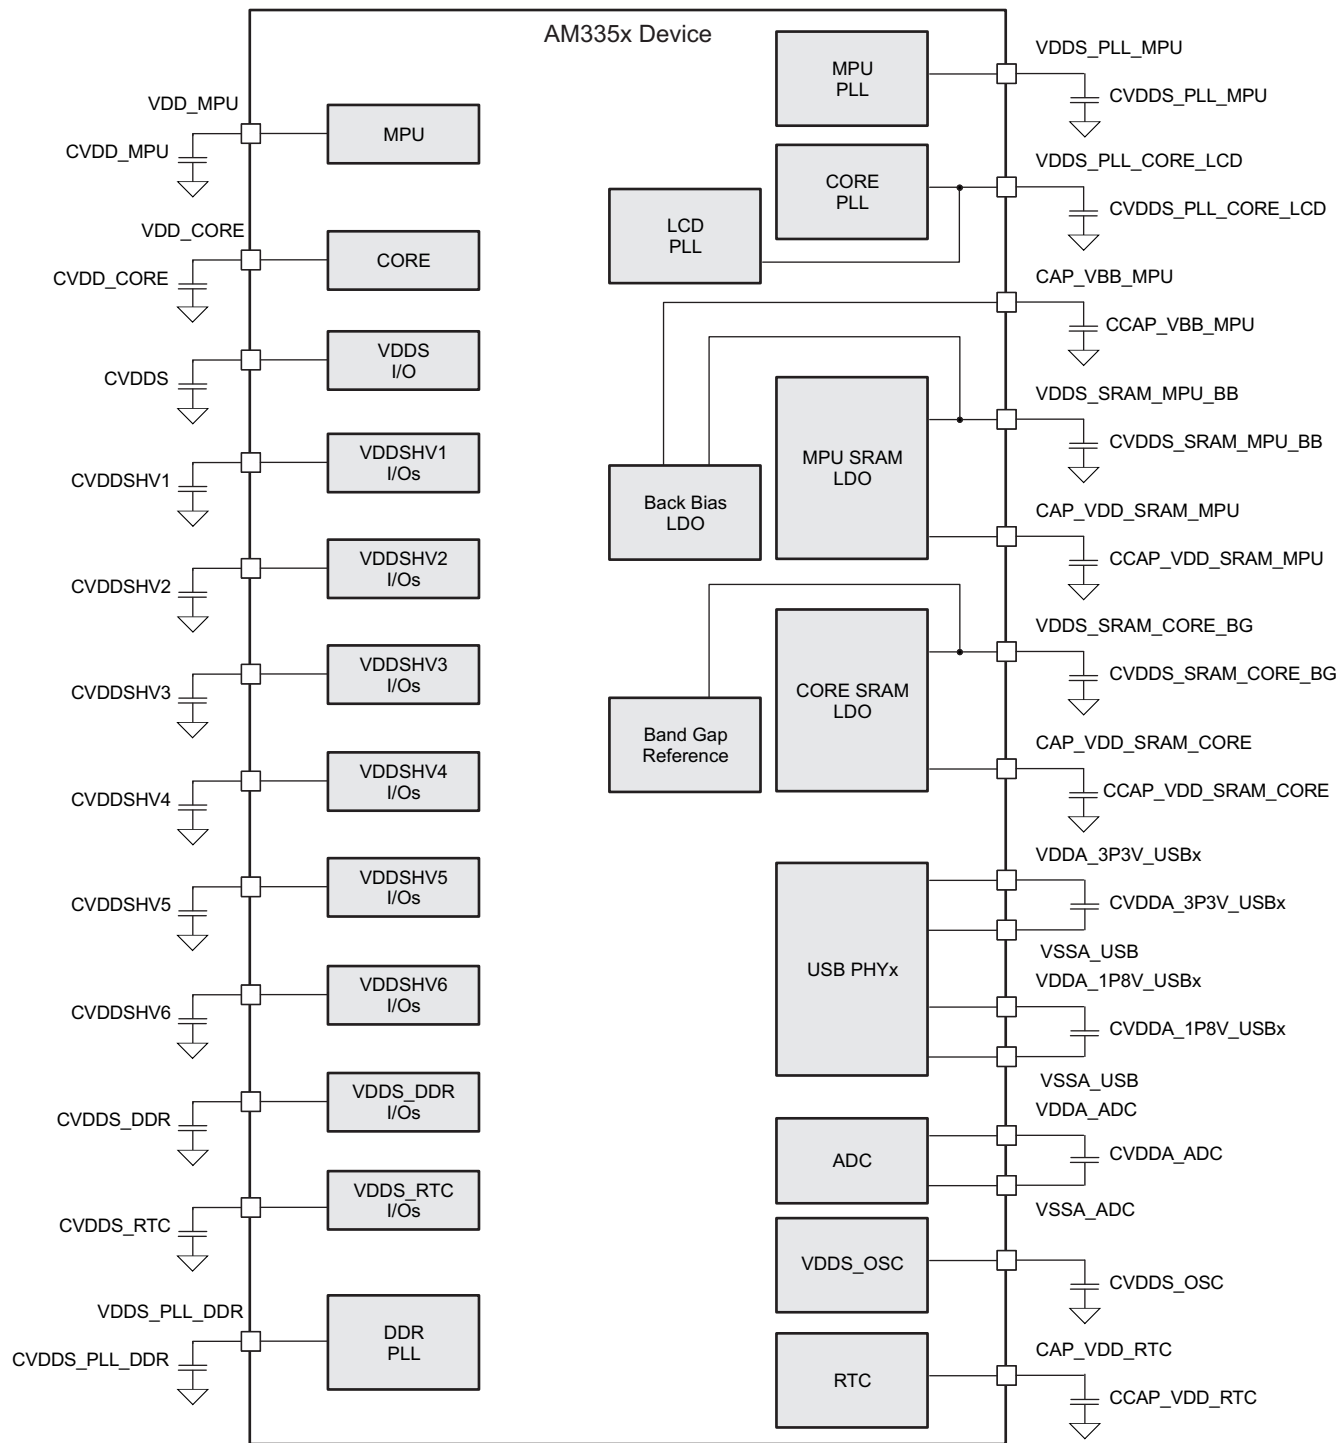 AM335x Device
VDD_MPU
CVDD_MPU
MPU
VDD_CORE
CVDD_CORE
CORE
CVDDS
VDDS
I/O
CVDDSHV1
VDDSHV1
I/Os
CVDDSHV2
VDDSHV2
I/Os
CVDDSHV3
VDDSHV3
I/Os
CVDDSHV4
VDDSHV4
I/Os
CVDDSHV5
VDDSHV5
I/Os
CVDDSHV6
VDDSHV6
I/Os
CVDDS_DDR
VDDS_DDR
I/Os
CVDDS_RTC
VDDS_RTC
I/Os
VDDS_PLL_DDR
CVDDS_PLL_DDR
DDR
PLL
MPU
PLL
VDDS_PLL_MPU
CVDDS_PLL_MPU
CORE
PLL
LCD
PLL
VDDS_PLL_CORE_LCD
CVDDS_PLL_CORE_LCD
CAP_VBB_MPU
CCAP_VBB_MPU
Back Bias
LDO
MPU SRAM
LDO
VDDS_SRAM_MPU_BB
CVDDS_SRAM_MPU_BB
CAP_VDD_SRAM_MPU
CCAP_VDD_SRAM_MPU
Band Gap
Reference
CORE SRAM
LDO
VDDS_SRAM_CORE_BG
CVDDS_SRAM_CORE_BG
CAP_VDD_SRAM_CORE
CCAP_VDD_SRAM_CORE
USB PHYx
VDDA_3P3V_USBx
CVDDA_3P3V_USBx
VSSA_USB
VDDA_1P8V_USBx
CVDDA_1P8V_USBx
VSSA_USB
ADC
VDDA_ADC
CVDDA_ADC
VSSA_ADC
VDDS_OSC
CVDDS_OSC
RTC
CAP_VDD_RTC
CCAP_VDD_RTC